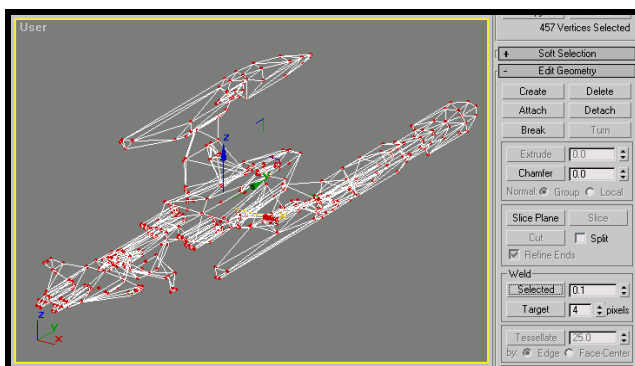 User
457 Vertices Selected
+ Soft Selection
- Edit Geometry
Create Delete
Attach Detach
Break Turn
Extrude 0.0
Chamfer 0.0
Normal: Group Local
Slice Plane Slice
Cut Split
Refine Ends
Weld
Selected 0.1
Target 4 pixels
Tessellate 25.0
by: Edge Face-Center
z
y
z
y
x